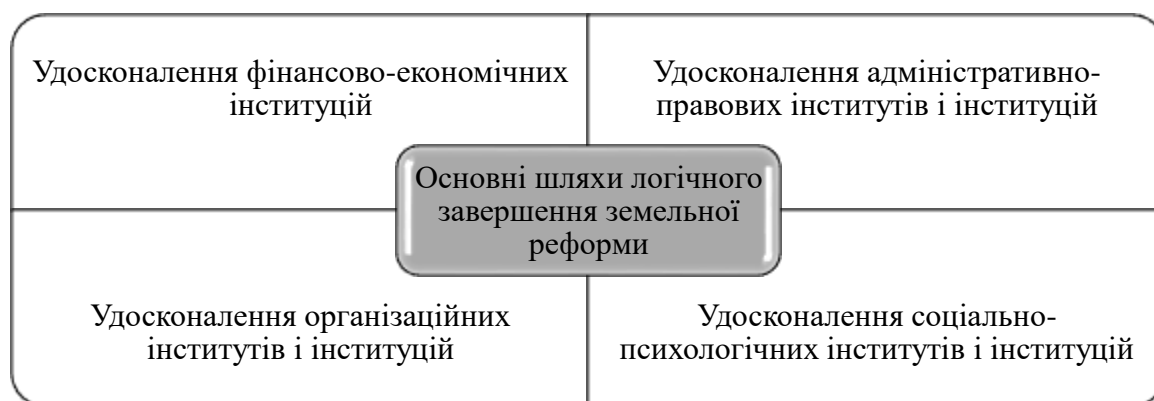 Удосконалення фінансово-економічних
інституцій
Удосконалення адміністративно-
правових інститутів і інституцій
Основні шляхи логічного
завершення земельної
реформи
Удосконалення організаційних
інститутів і інституцій
Удосконалення соціально-
психологічних інститутів і інституцій